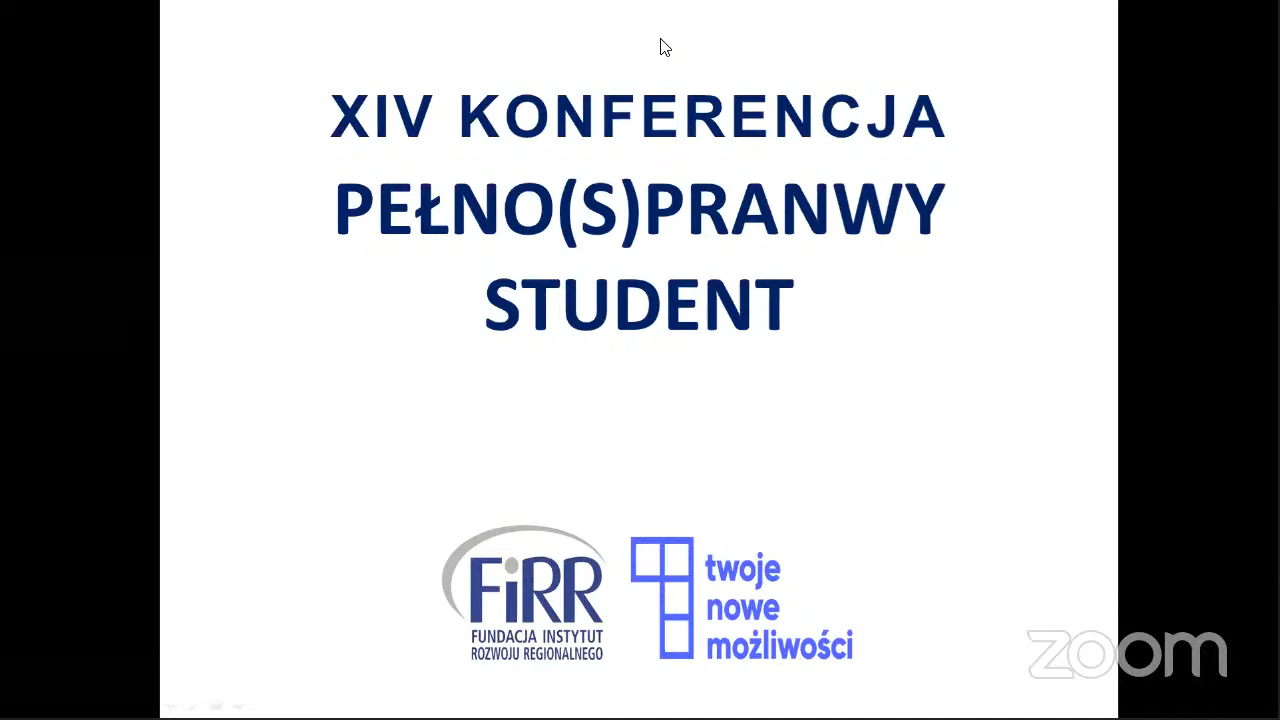 XIV KONFERENCJA
PEŁNO(S)PRANWY
STUDENT
FiRR
FUNDACJA INSTYTUT
ROZWOJU REGIONALNEGO
twoje
nowe
możliwości
zoom